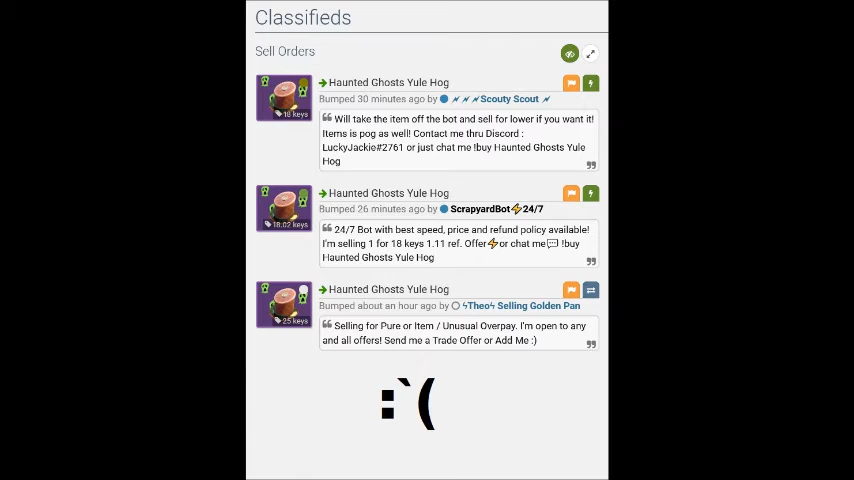 Classifieds
Sell Orders
Haunted Ghosts Yule Hog
Bumped 30 minutes ago by Scouty Scout
Will take the item off the bot and sell for lower if you want it!
Items is pog as well! Contact me thru Discord :
LuckyJackie#2761 or just chat me !buy Haunted Ghosts Yule
Hog
18 keys
Haunted Ghosts Yule Hog
Bumped 26 minutes ago by ScrapyardBot⚡24/7
24/7 Bot with best speed, price and refund policy available!
I'm selling 1 for 18 keys 1.11 ref. Offer⚡or chat me💬 !buy
Haunted Ghosts Yule Hog
18.02 keys
Haunted Ghosts Yule Hog
Bumped about an hour ago by ϟTheoϟ Selling Golden Pan
Selling for Pure or Item / Unusual Overpay. I'm open to any
and all offers! Send me a Trade Offer or Add Me :)
25 keys
:`(